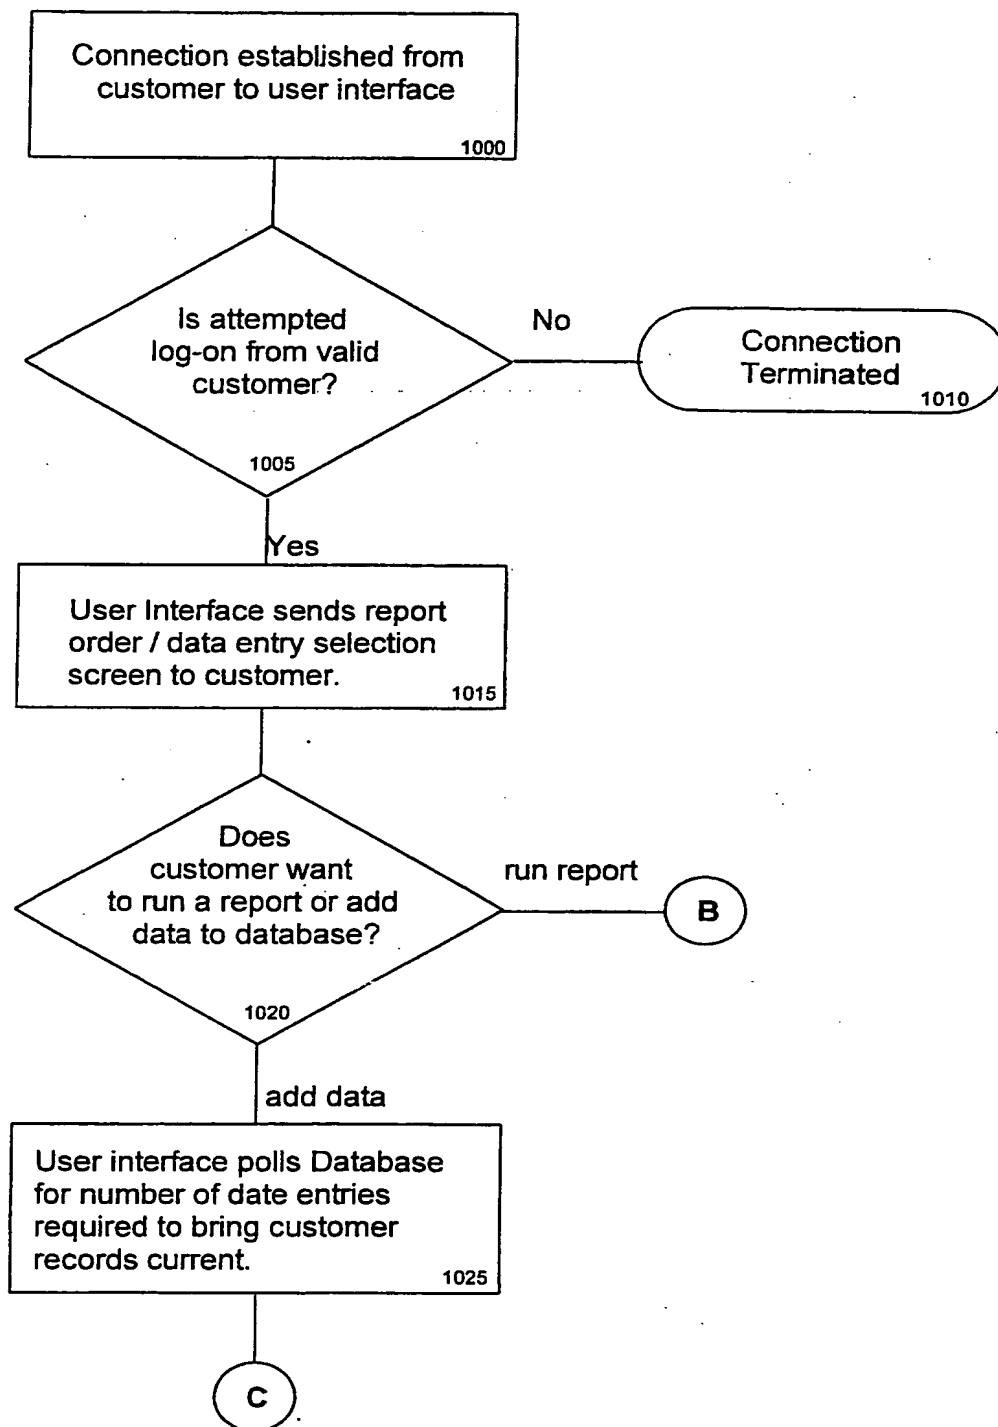 Connection established from
customer to user interface
1000
Is attempted
log-on from valid
customer?
1005
No
Connection
Terminated
1010
Yes
User Interface sends report
order / data entry selection
screen to customer.
1015
Does
customer want
to run a report or add
data to database?
1020
run report
B
add data
User interface polls Database
for number of date entries
required to bring customer
records current.
1025
C